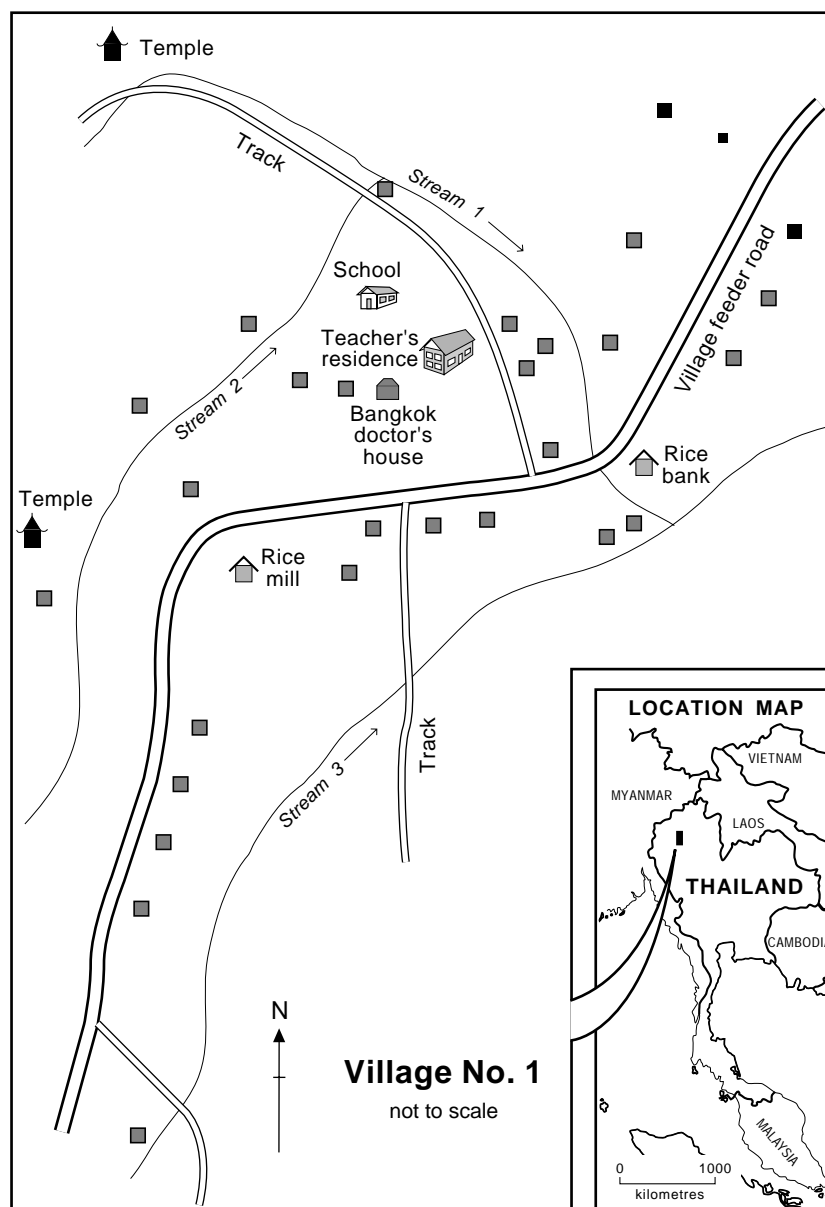 Temple
Track
Stream 1
School
Village feeder road
Teacher's
residence
Stream 2
Bangkok
doctor's
house
Rice
bank
Temple
Rice
mill
Track
Stream 3
N
Village No. 1
not to scale
LOCATION MAP
VIETNAM
MYANMAR
LAOS
THAILAND
CAMBODIA
MALAYSIA
0 1000
kilometres